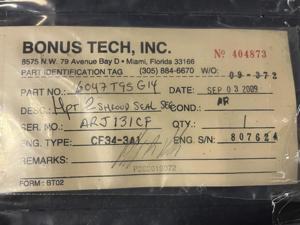 BONUS TECH, INC.
8575 N.W. 79 Avenue Bay D • Miami, Florida 33166
Nº 404873
PART IDENTIFICATION TAG (305) 884-6670 W/O: 09-372
PART NO.: 6047T95G14 DATE: SEP 03 2009
DESC.: HPT 2 SHROUD SEAL SEG COND.: AR
SER. NO.: ARJ131CF QTY.: 1
ENG. TYPE: CF34-3A1 ENG. S/N: 807624
REMARKS:
FORM: BT02